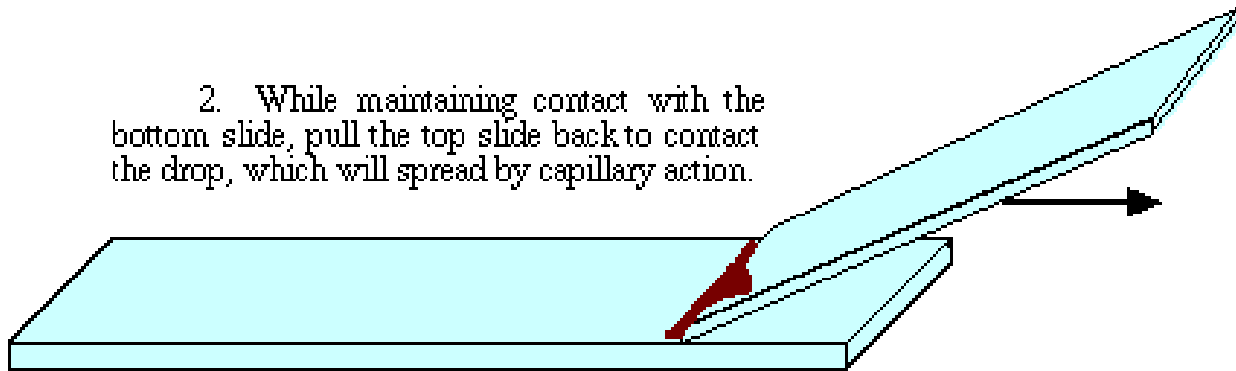 2. While maintaining contact with the
bottom slide, pull the top slide back to contact
the drop, which will spread by capillary action.